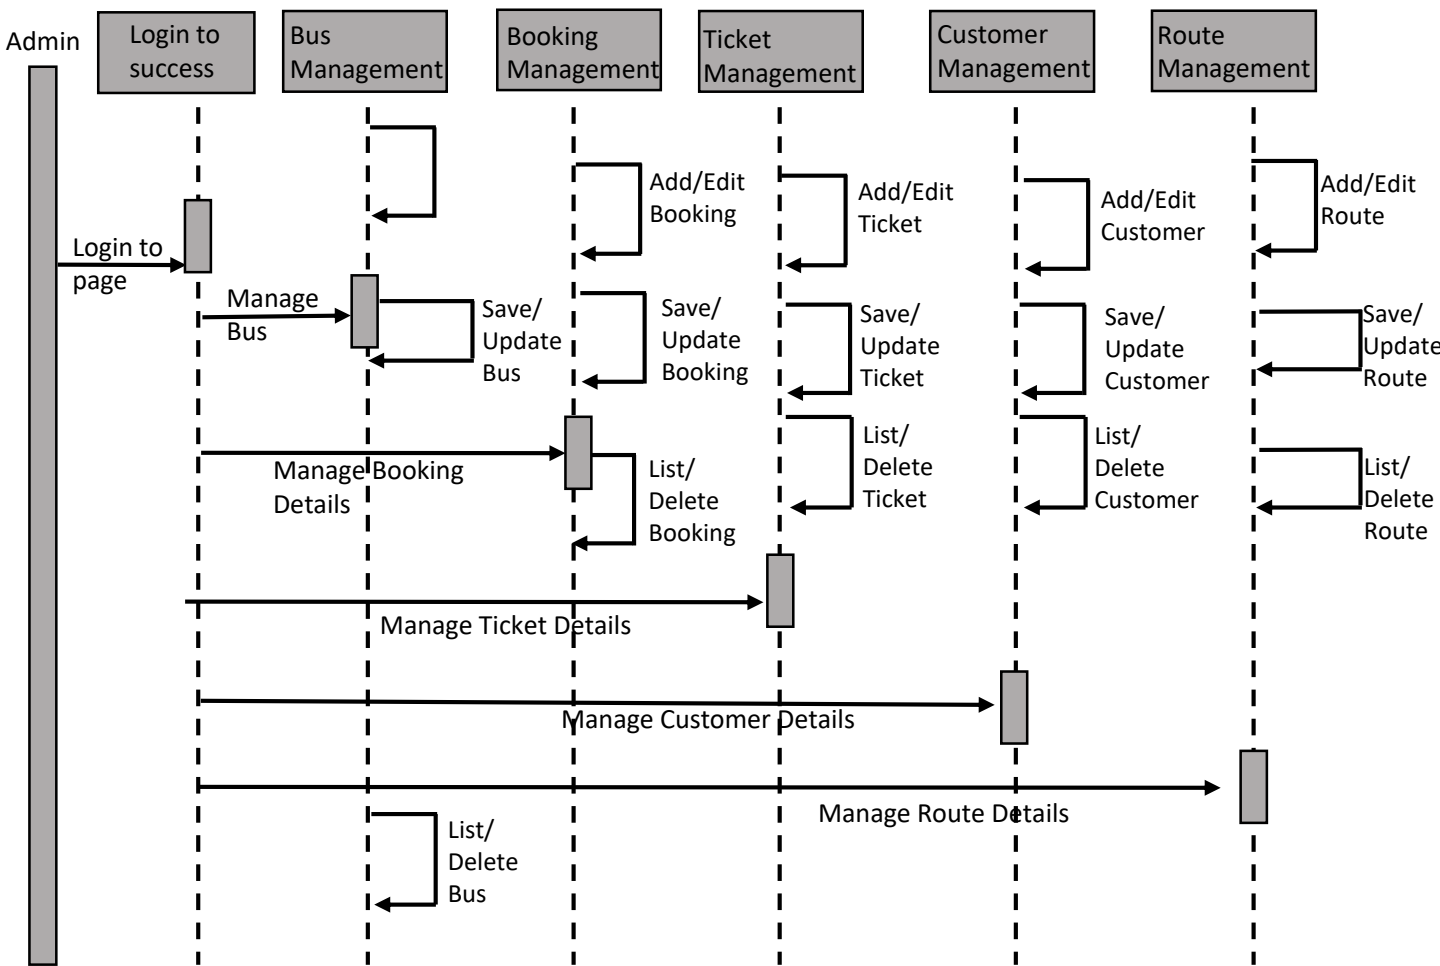 Admin
Login to
success
Bus
Management
Booking
Management
Ticket
Management
Customer
Management
Route
Management
Add/Edit
Booking
Add/Edit
Ticket
Add/Edit
Customer
Add/Edit
Route
Login to
page
Manage
Bus
Save/
Update
Bus
Save/
Update
Booking
Save/
Update
Ticket
Save/
Update
Customer
Save/
Update
Route
Manage Booking
Details
List/
Delete
Booking
List/
Delete
Ticket
List/
Delete
Customer
List/
Delete
Route
Manage Ticket Details
Manage Customer Details
Manage Route Details
List/
Delete
Bus